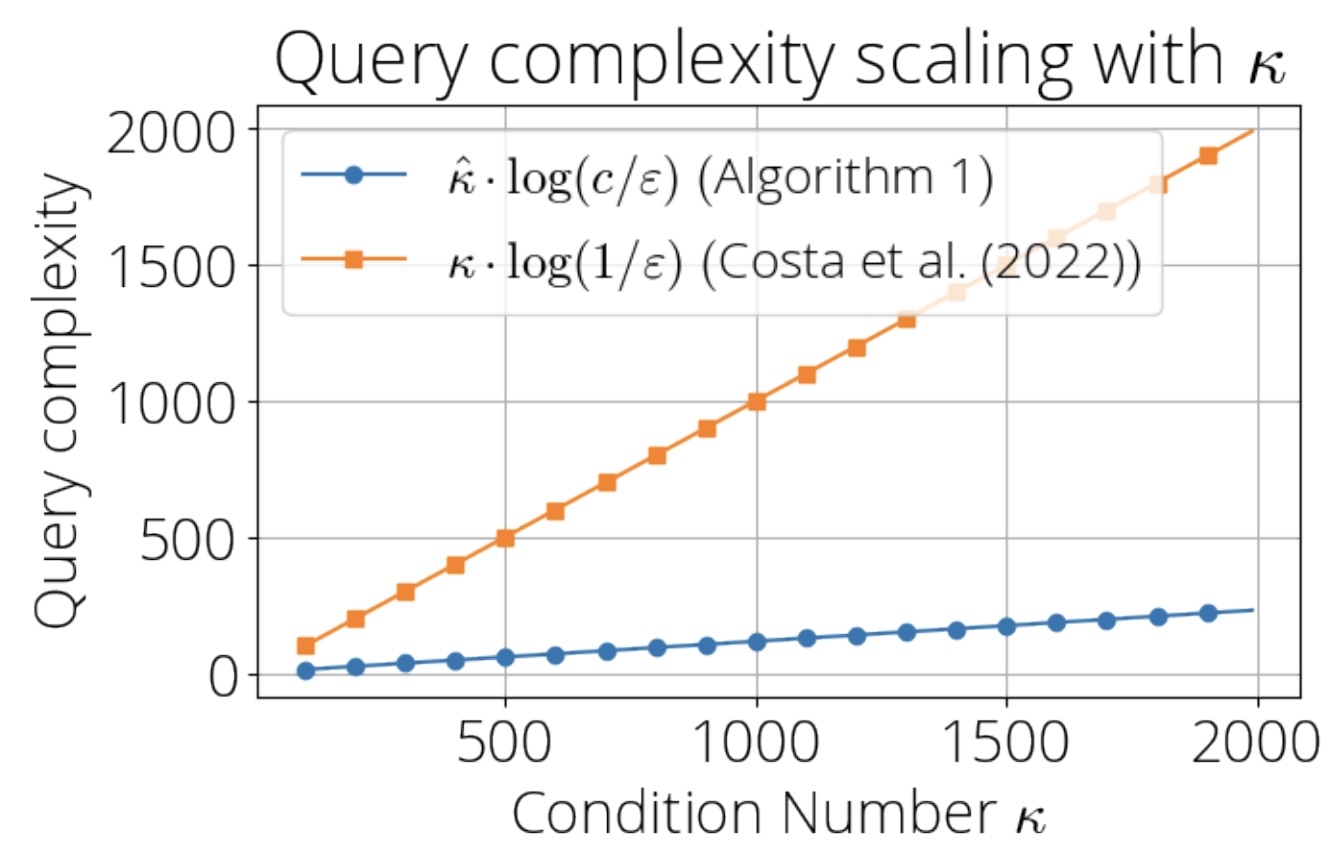 Query complexity scaling with κ
Query complexity
2000
1500
1000
500
0
κ̂ · log(c/ε) (Algorithm 1)
κ · log(1/ε) (Costa et al. (2022))
500 1000 1500 2000
Condition Number κ